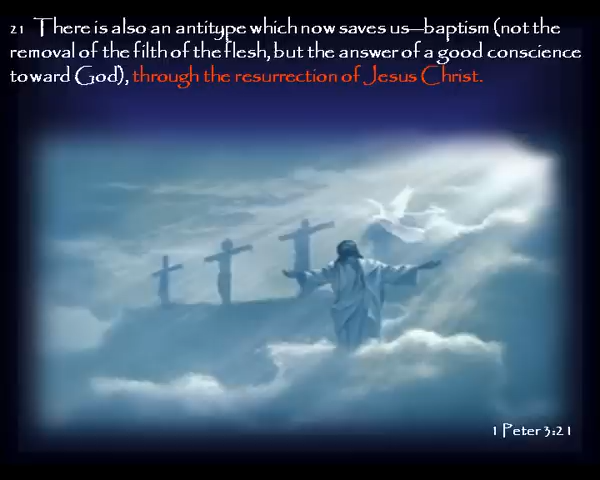 21 There is also an antitype which now saves us—baptism (not the
removal of the filth of the flesh, but the answer of a good conscience
toward God), through the resurrection of Jesus Christ.
1 Peter 3:21